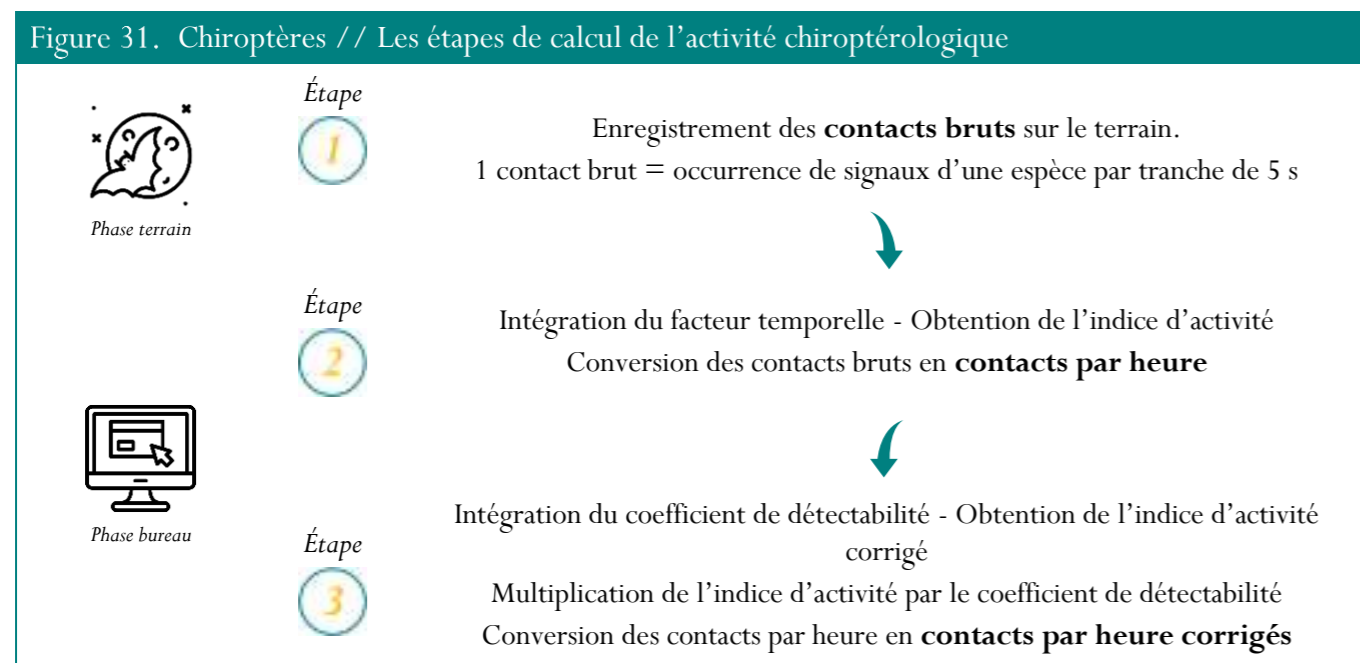 Figure 31. Chiroptères // Les étapes de calcul de l’activité chiroptérologique
Étape
1
Enregistrement des contacts bruts sur le terrain.
1 contact brut = occurrence de signaux d’une espèce par tranche de 5 s
Phase terrain
Étape
2
Intégration du facteur temporelle - Obtention de l’indice d’activité
Conversion des contacts bruts en contacts par heure
Phase bureau
Étape
3
Intégration du coefficient de détectabilité - Obtention de l’indice d’activité
corrigé
Multiplication de l’indice d’activité par le coefficient de détectabilité
Conversion des contacts par heure en contacts par heure corrigés